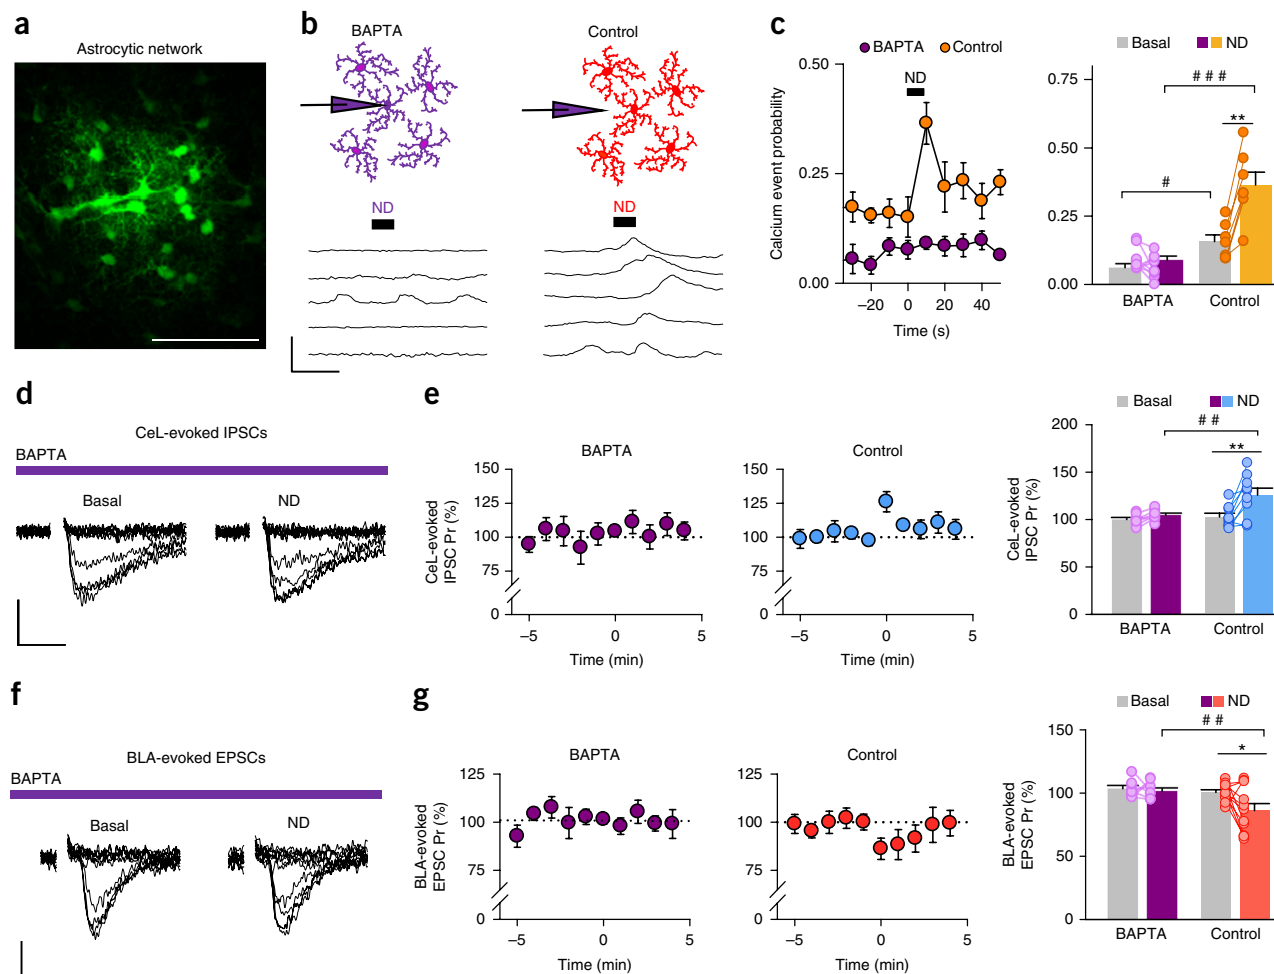 a
Astrocytic network
b
BAPTA
Control
ND
ND
c
BAPTA
Control
ND
Calcium event probability
0.50
0.25
0.00
–20
0
20
40
Time (s)
Basal
ND
0.75
0.50
0.25
0.00
# # #
**
#
BAPTA
Control
d
CeL-evoked IPSCs
BAPTA
Basal
ND
e
BAPTA
CeL-evoked
IPSC Pr (%)
150
125
100
75
0
–5
0
5
Time (min)
Control
CeL-evoked
IPSC Pr (%)
150
125
100
75
0
–5
0
5
Time (min)
Basal
ND
CeL-evoked
IPSC Pr (%)
200
150
100
50
0
# #
**
BAPTA
Control
f
BLA-evoked EPSCs
BAPTA
Basal
ND
g
BAPTA
BLA-evoked
EPSC Pr (%)
125
100
75
0
–5
0
5
Time (min)
Control
125
100
75
0
–5
0
5
Time (min)
Basal
ND
BLA-evoked
EPSC Pr (%)
150
100
50
0
# #
*
BAPTA
Control